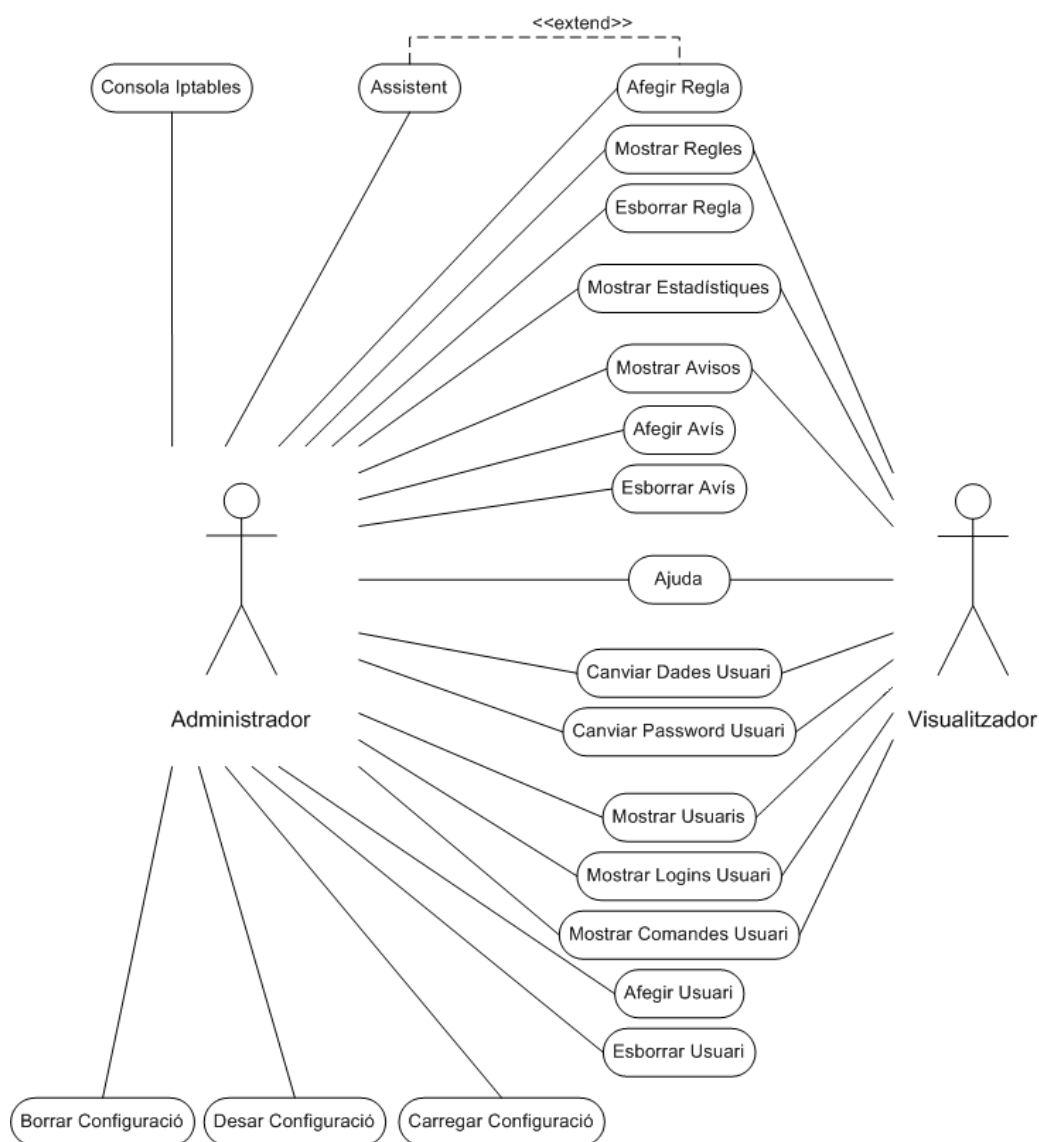 <<extend>>
Consola Iptables
Assistent
Afegir Regla
Mostrar Regles
Esborrar Regla
Mostrar Estadístiques
Mostrar Avisos
Afegir Avís
Esborrar Avís
Ajuda
Canviar Dades Usuari
Administrador
Visualitzador
Canviar Password Usuari
Mostrar Usuaris
Mostrar Logins Usuari
Mostrar Comandes Usuari
Afegir Usuari
Esborrar Usuari
Borrar Configuració
Desar Configuració
Carregar Configuració